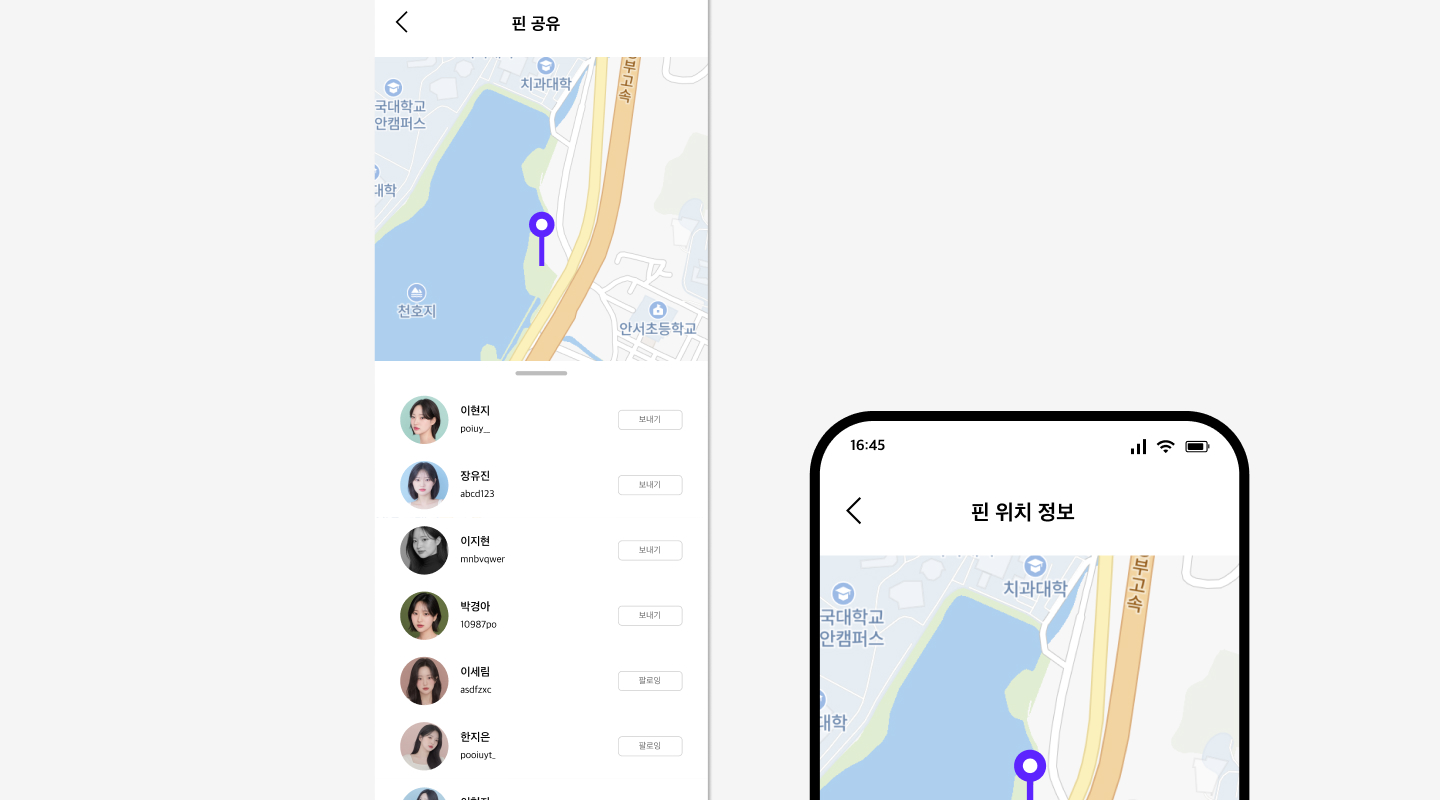 핀 공유
치과대학
부고속
국대학교
안캠퍼스
대학
천호지
안서초등학교
이현지
poiuy__
보내기
장유진
abcd123
보내기
이지현
mnbvqwer
보내기
박경아
10987po
보내기
이세림
asdfzxc
팔로잉
한지은
pooiuyt_
팔로잉
16:45
핀 위치 정보
치과대학
부고속
국대학교
안캠퍼스
대학